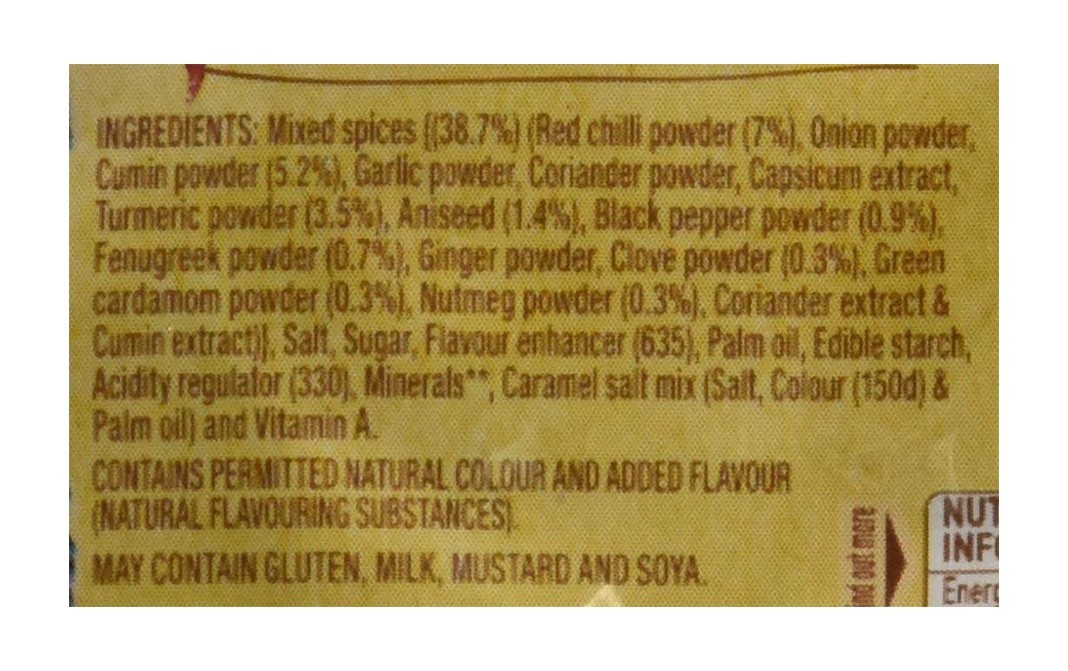 INGREDIENTS: Mixed spices {(38.7%) (Red chilli powder (7%), Onion powder,
Cumin powder (5.2%), Garlic powder, Coriander powder, Capsicum extract,
Turmeric powder (3.5%), Aniseed (1.4%), Black pepper powder (0.9%),
Fenugreek powder (0.7%), Ginger powder, Clove powder (0.3%), Green
cardamom powder (0.3%), Nutmeg powder (0.3%), Coriander extract &
Cumin extract)}, Salt, Sugar, Flavour enhancer (635), Palm oil, Edible starch,
Acidity regulator (330), Minerals**, Caramel salt mix (Salt, Colour (150d) &
Palm oil) and Vitamin A.
CONTAINS PERMITTED NATURAL COLOUR AND ADDED FLAVOUR
(NATURAL FLAVOURING SUBSTANCES).
MAY CONTAIN GLUTEN, MILK, MUSTARD AND SOYA.
nd out more
NUT
INF
Ener